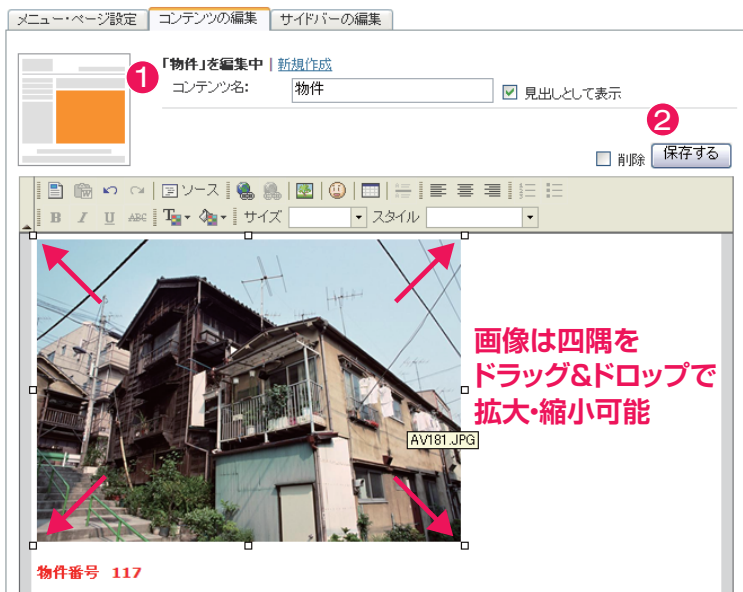 メニュー・ページ設定 コンテンツの編集 サイドバーの編集
1 「物件」を編集中 | 新規作成
コンテンツ名: 物件 見出しとして表示
2
削除 保存する
ソース
B I U ABC T サイズ スタイル
画像は四隅を
ドラッグ&ドロップで
拡大・縮小可能
AV181.JPG
物件番号 117